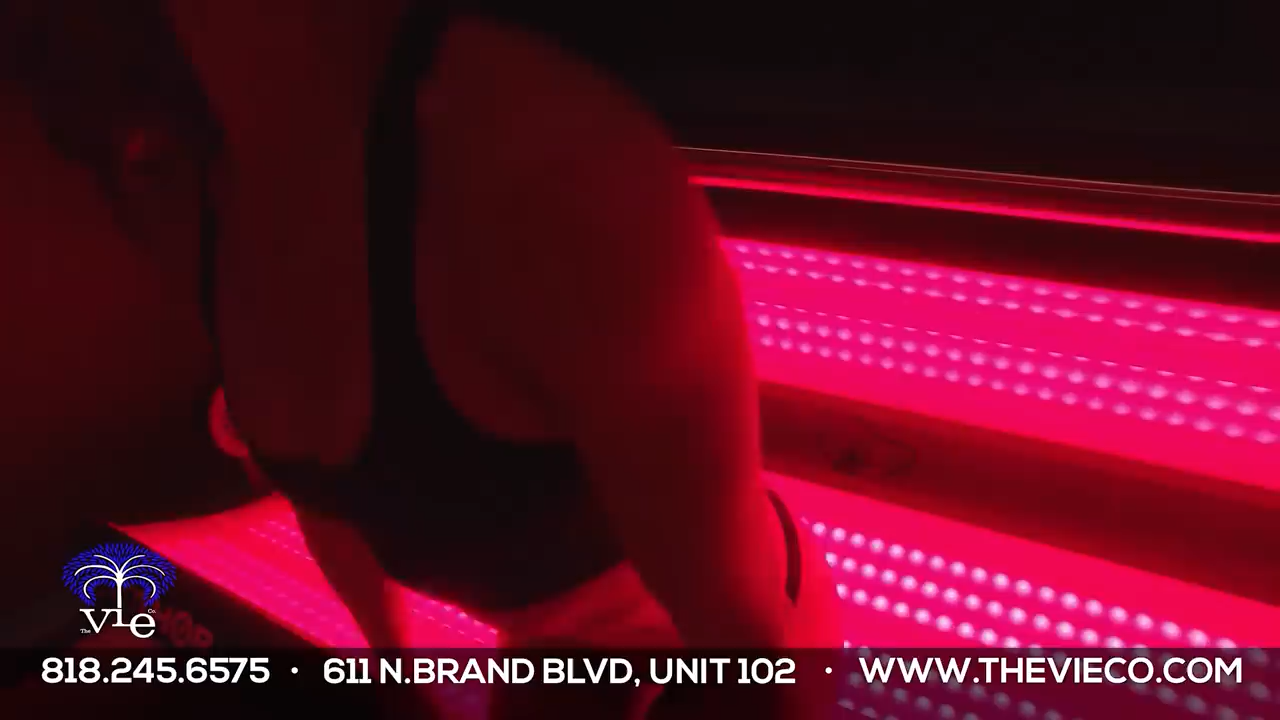 The Vie Co.
818.245.6575 • 611 N.BRAND BLVD, UNIT 102 • WWW.THEVIECO.COM